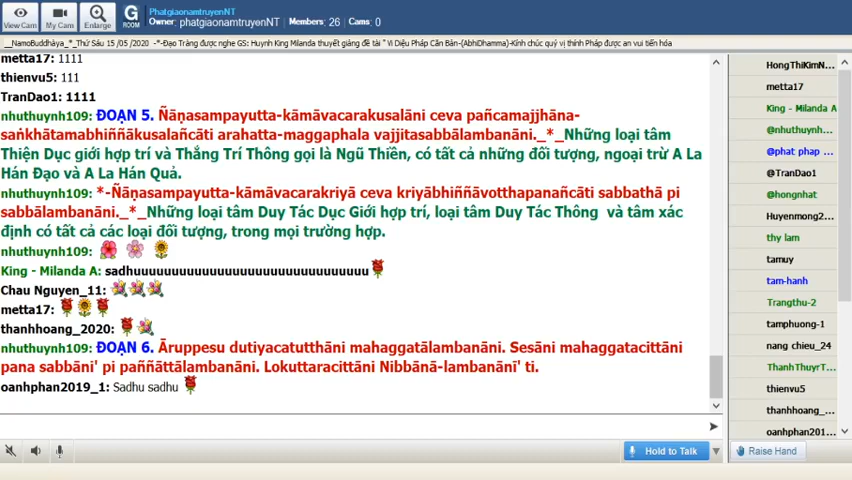 PhatgiaonamtruyenNT
Owner: phatgiaonamtruyenNT Members: 26 Cams: 0
View Cam
My Cam
Enlarge
G
ROOM
__NamoBuddhàya_*_Thứ Sáu 15 /05 /2020 -*-Đạo Tràng được nghe GS: Huynh King Milanda thuyết giảng đề tài " Vi Diệu Pháp Căn Bản-(AbhiDhamma)-Kính chúc quý vị thính Pháp được an vui tiến hóa
metta17: 1111
thienvu5: 111
TranDao1: 1111
nhuthuynh109: ĐOẠN 5. Ñāṇasampayutta-kāmāvacarakusalāni ceva pañcamajjhāna-
saṅkhātamabhiññākusalañcāti arahatta-maggaphala vajjitasabbālambanāni._*_Những loại tâm
Thiện Dục giới hợp trí và Thắng Trí Thông gọi là Ngũ Thiền, có tất cả những đối tượng, ngoại trừ A La
Hán Đạo và A La Hán Quả.
nhuthuynh109: *-Ñāṇasampayutta-kāmāvacarakriyā ceva kriyābhiññāvotthapanañcāti sabbathā pi
sabbālambanāni._*_Những loại tâm Duy Tác Dục Giới hợp trí, loại tâm Duy Tác Thông và tâm xác
định có tất cả các loại đối tượng, trong mọi trường hợp.
nhuthuynh109:
King - Milanda A: sadhuuuuuuuuuuuuuuuuuuuuuuuuuuuuuuu
Chau Nguyen_11:
metta17:
thanhhoang_2020:
nhuthuynh109: ĐOẠN 6. Āruppesu dutiyacatutthāni mahaggatālambanāni. Sesāni mahaggatacittāni
pana sabbāni' pi paññāttālambanāni. Lokuttaracittāni Nibbānā-lambanānī' ti.
oanhphan2019_1: Sadhu sadhu
HongThiKimN...
metta17
King - Milanda A
@nhuthuynh...
@phat phap ...
@TranDao1
@hongnhat
Huyenmong2...
thy lam
tamuy
tam-hanh
Trangthu-2
tamphuong-1
nang chieu_24
ThanhThuyrT...
thienvu5
thanhhoang_...
oanhphan201...
Hold to Talk
Raise Hand